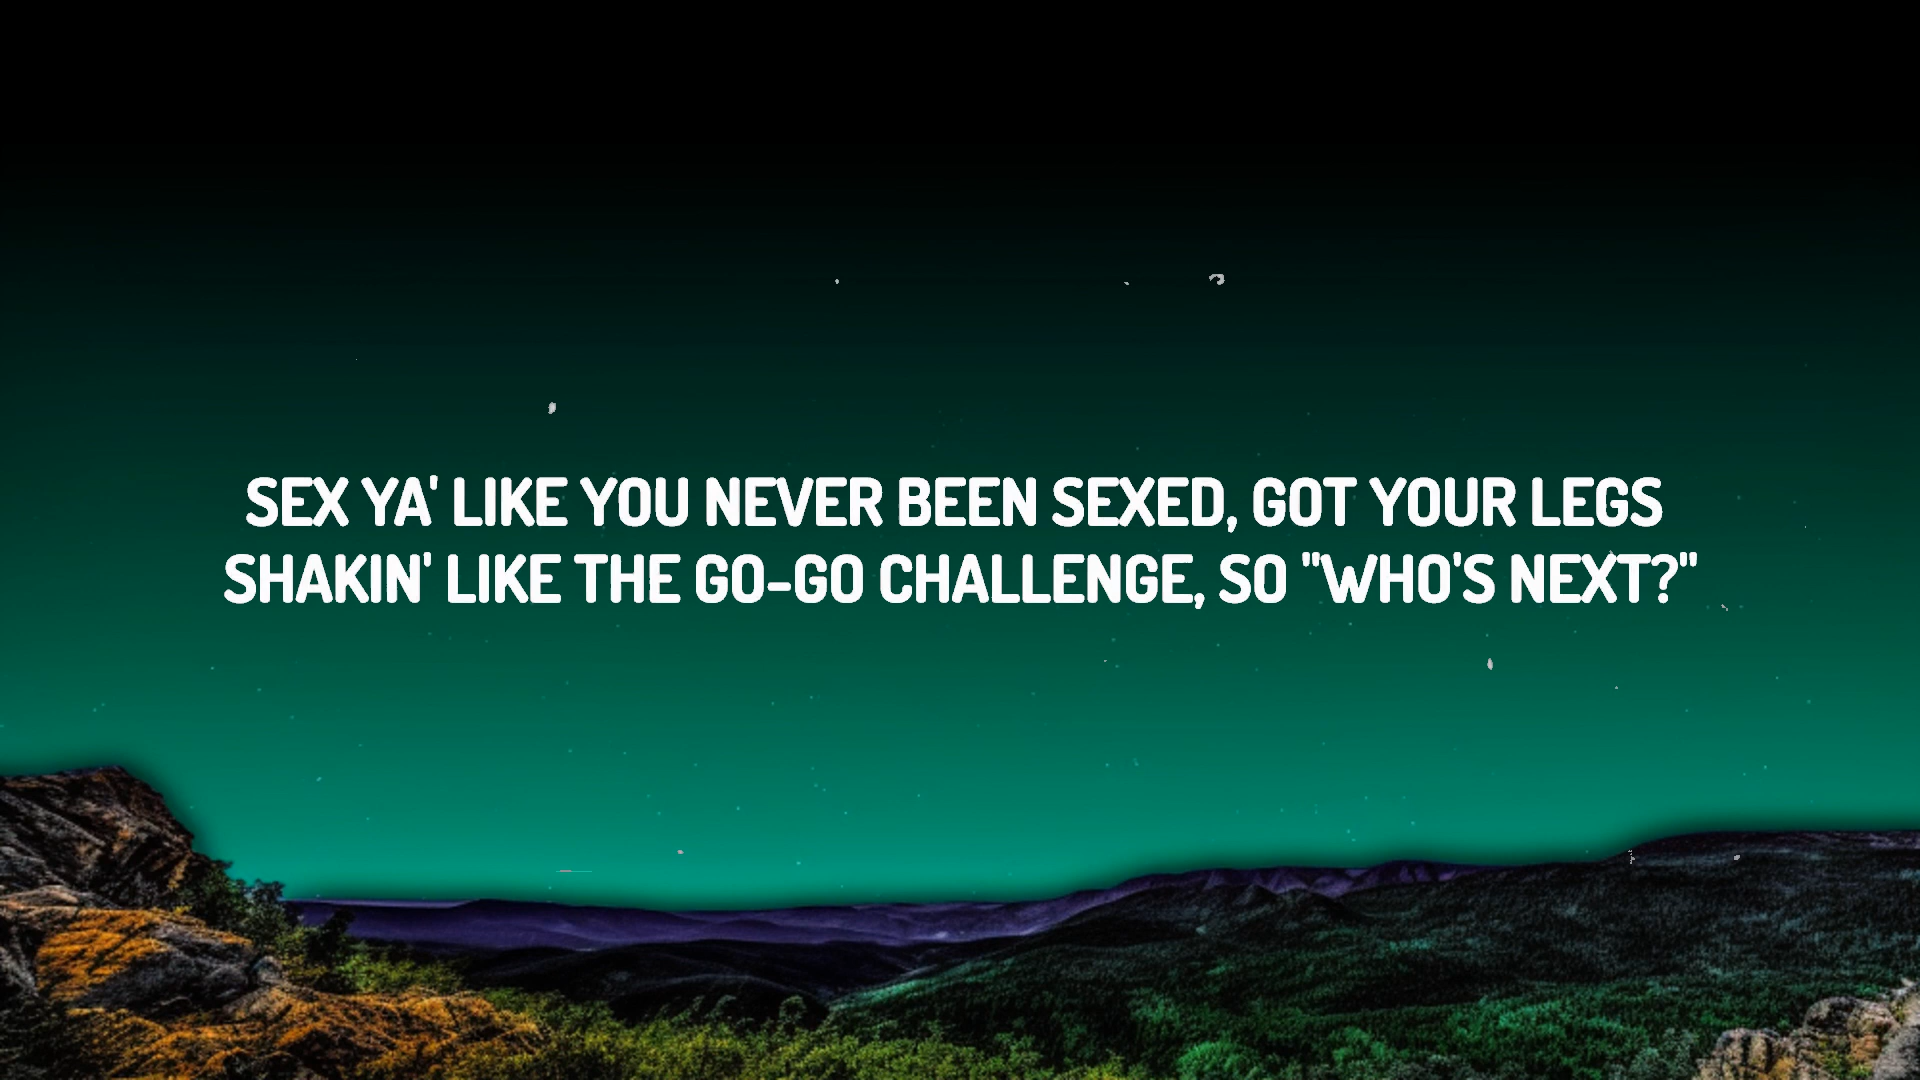 SEX YA' LIKE YOU NEVER BEEN SEXED, GOT YOUR LEGS
SHAKIN' LIKE THE GO-GO CHALLENGE, SO "WHO'S NEXT?"